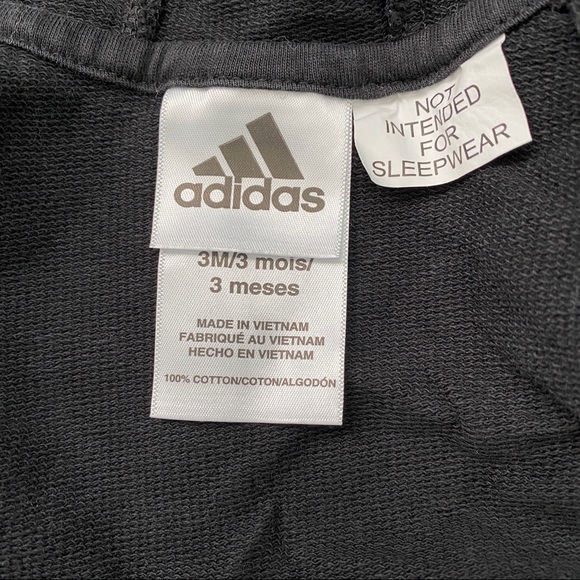 adidas
3M/3 mois/
3 meses
MADE IN VIETNAM
FABRIQUÉ AU VIETNAM
HECHO EN VIETNAM
100% COTTON/COTON/ALGODÓN
NOT
INTENDED
FOR
SLEEPWEAR